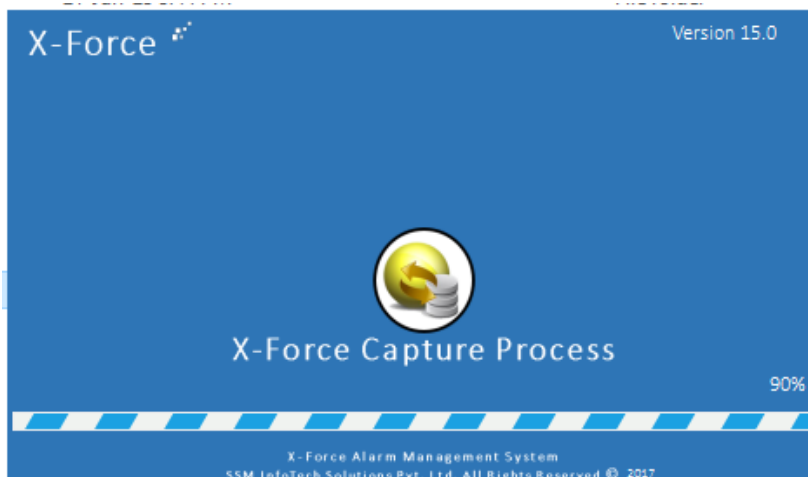 X-Force
Version 15.0
X-Force Capture Process
90%
X-Force Alarm Management System
SSM InfoTech Solutions Pvt. Ltd. All Rights Reserved © 2017